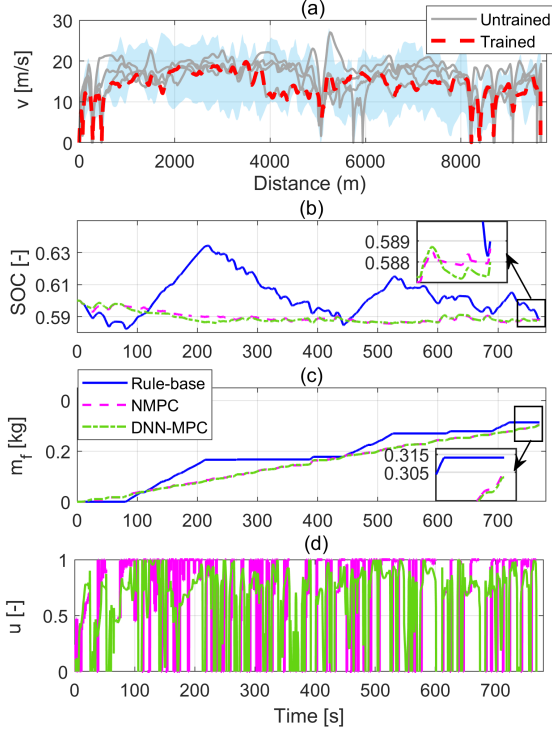 (a)
30
20
10
0
v [m/s]
Untrained
Trained
0 2000 4000 6000 8000
Distance (m)
(b)
0.63
0.61
0.59
SOC [-]
0.589
0.588
0 100 200 300 400 500 600 700
(c)
Rule-base
NMPC
DNN-MPC
0
0.2
0
m_f [kg]
0.315
0.305
0 100 200 300 400 500 600 700
(d)
1
0.5
0
u [-]
0 100 200 300 400 500 600 700
Time [s]